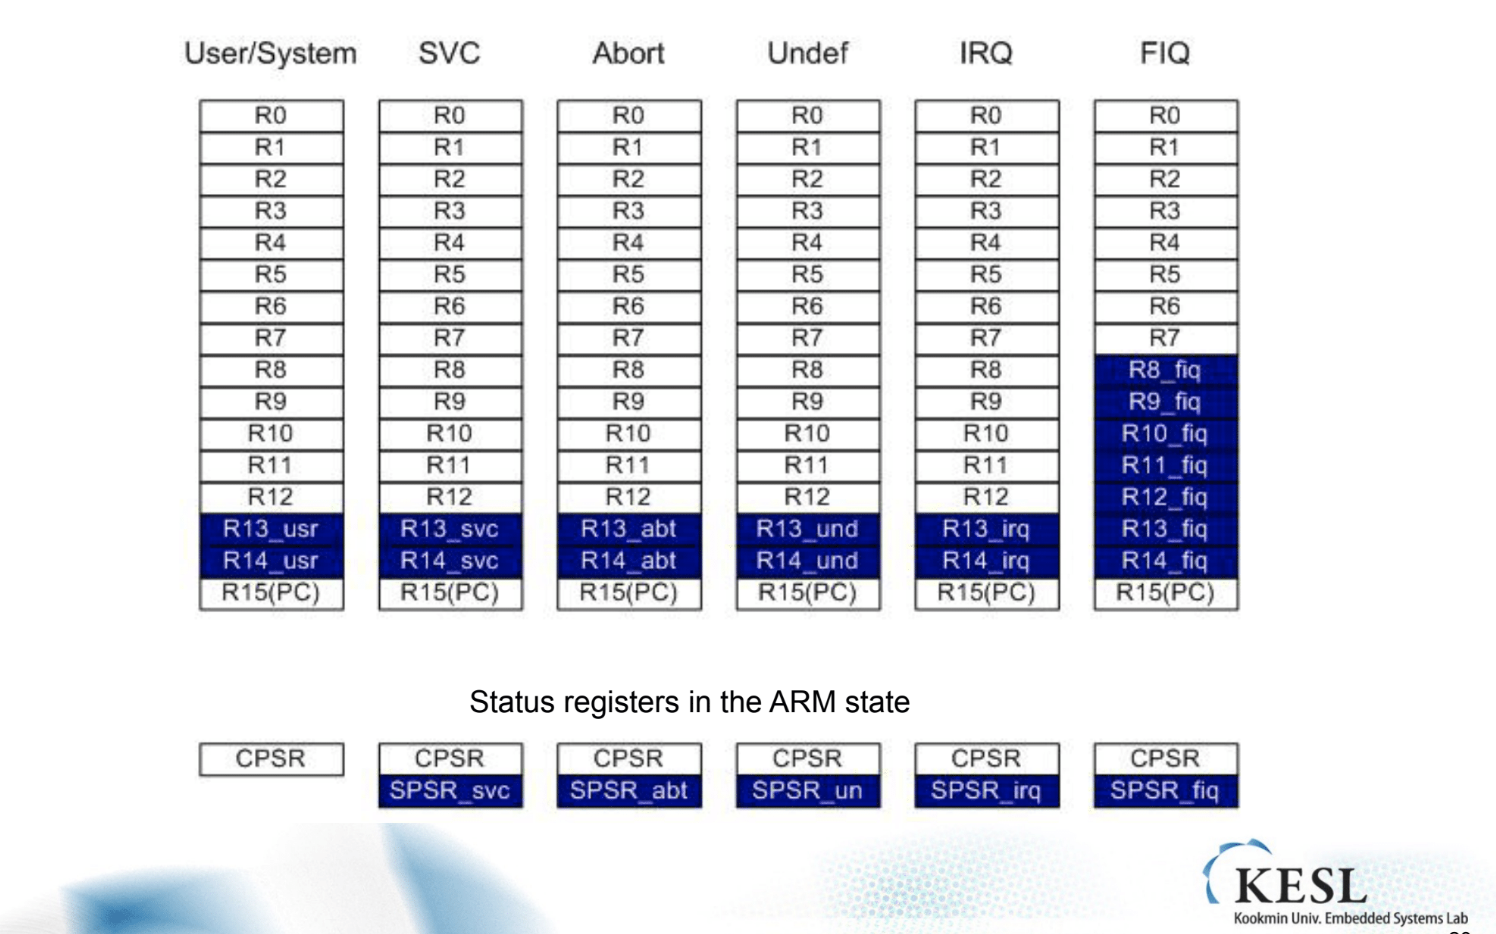 User/System SVC Abort Undef IRQ FIQ
R0 R0 R0 R0 R0 R0
R1 R1 R1 R1 R1 R1
R2 R2 R2 R2 R2 R2
R3 R3 R3 R3 R3 R3
R4 R4 R4 R4 R4 R4
R5 R5 R5 R5 R5 R5
R6 R6 R6 R6 R6 R6
R7 R7 R7 R7 R7 R7
R8 R8 R8 R8 R8 R8_fiq
R9 R9 R9 R9 R9 R9_fiq
R10 R10 R10 R10 R10 R10_fiq
R11 R11 R11 R11 R11 R11_fiq
R12 R12 R12 R12 R12 R12_fiq
R13_usr R13_svc R13_abt R13_und R13_irq R13_fiq
R14_usr R14_svc R14_abt R14_und R14_irq R14_fiq
R15(PC) R15(PC) R15(PC) R15(PC) R15(PC) R15(PC)
Status registers in the ARM state
CPSR CPSR CPSR CPSR CPSR CPSR
SPSR_svc SPSR_abt SPSR_un SPSR_irq SPSR_fiq
KESL
Kookmin Univ. Embedded Systems Lab